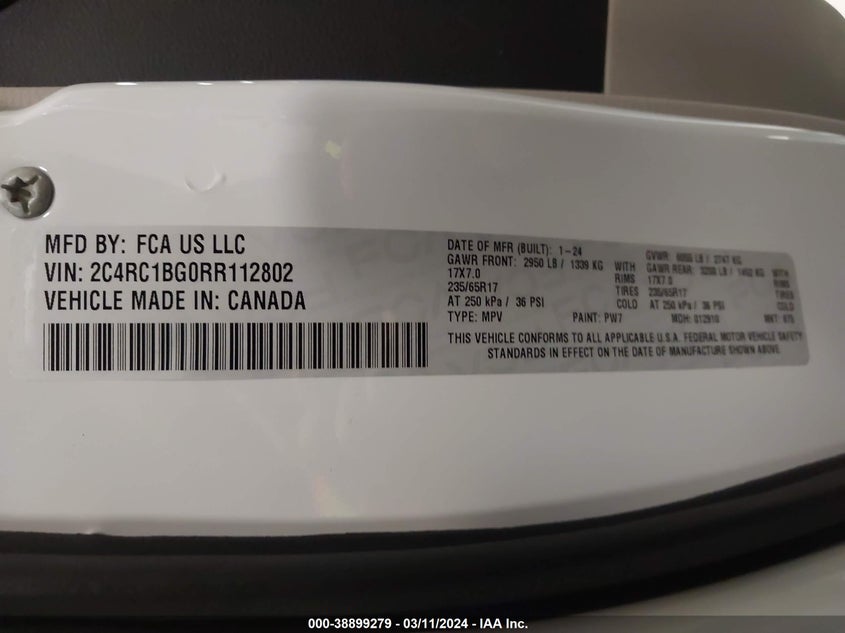 MFD BY: FCA US LLC
VIN: 2C4RC1BG0RR112802
VEHICLE MADE IN: CANADA
DATE OF MFR (BUILT): 1-24
GAWR FRONT: 2950 LB / 1339 KG WITH
17X7.0 RIMS
235/65R17 TIRES
AT 250 kPa / 36 PSI COLD
TYPE: MPV PAINT: PW7
GVWR: 6055 LB / 2747 KG
GAWR REAR: 3200 LB / 1452 KG WITH
17X7.0 RIMS
235/65R17 TIRES
AT 250 kPa / 36 PSI COLD
MDH: 012910 MKT:
THIS VEHICLE CONFORMS TO ALL APPLICABLE U.S.A. FEDERAL MOTOR VEHICLE SAFETY
STANDARDS IN EFFECT ON THE DATE OF MANUFACTURE SHOWN ABOVE.
000-38899279 - 03/11/2024 - IAA Inc.